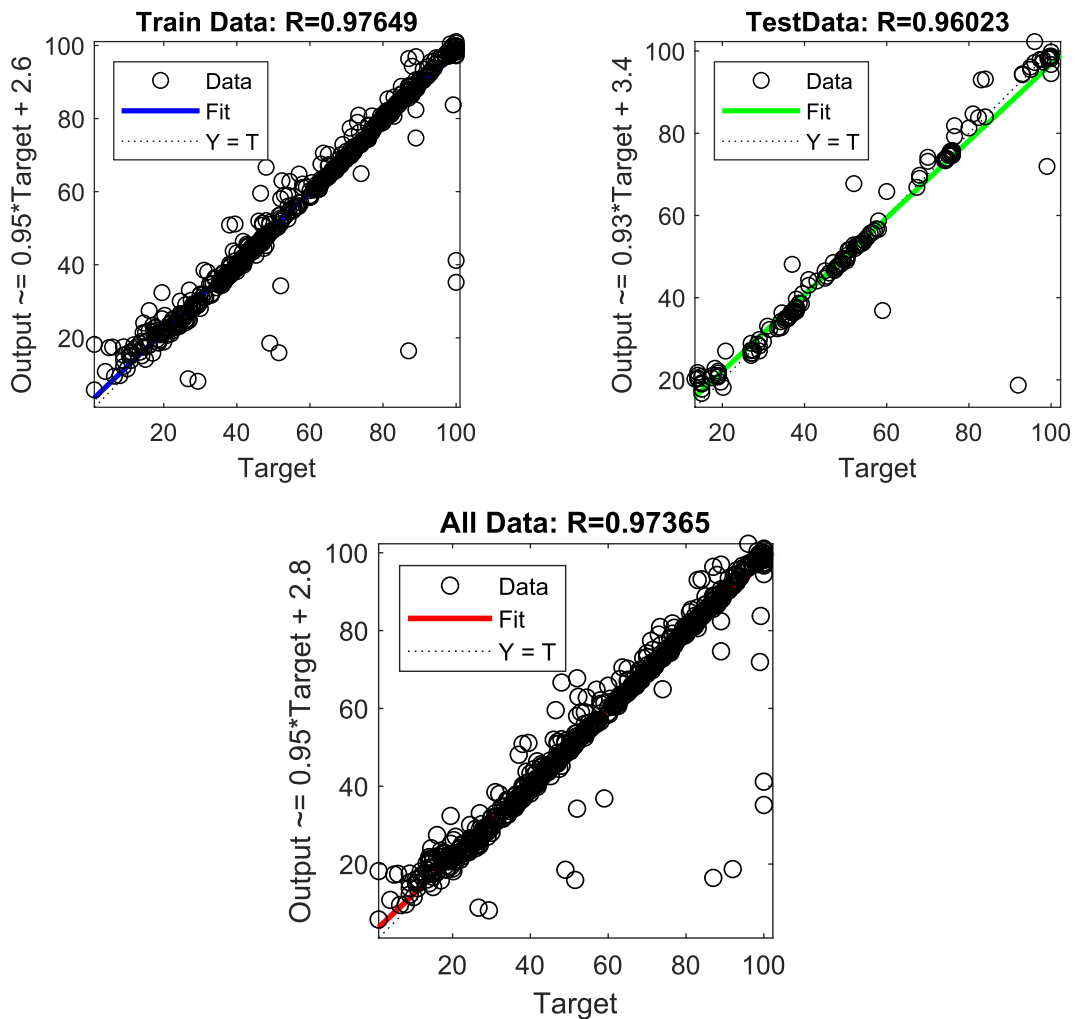 Train Data: R=0.97649
Output ~= 0.95*Target + 2.6
100
80
60
40
20
Data
Fit
Y = T
20 40 60 80 100
Target
TestData: R=0.96023
Output ~= 0.93*Target + 3.4
100
80
60
40
20
Data
Fit
Y = T
20 40 60 80 100
Target
All Data: R=0.97365
Output ~= 0.95*Target + 2.8
100
80
60
40
20
Data
Fit
Y = T
20 40 60 80 100
Target